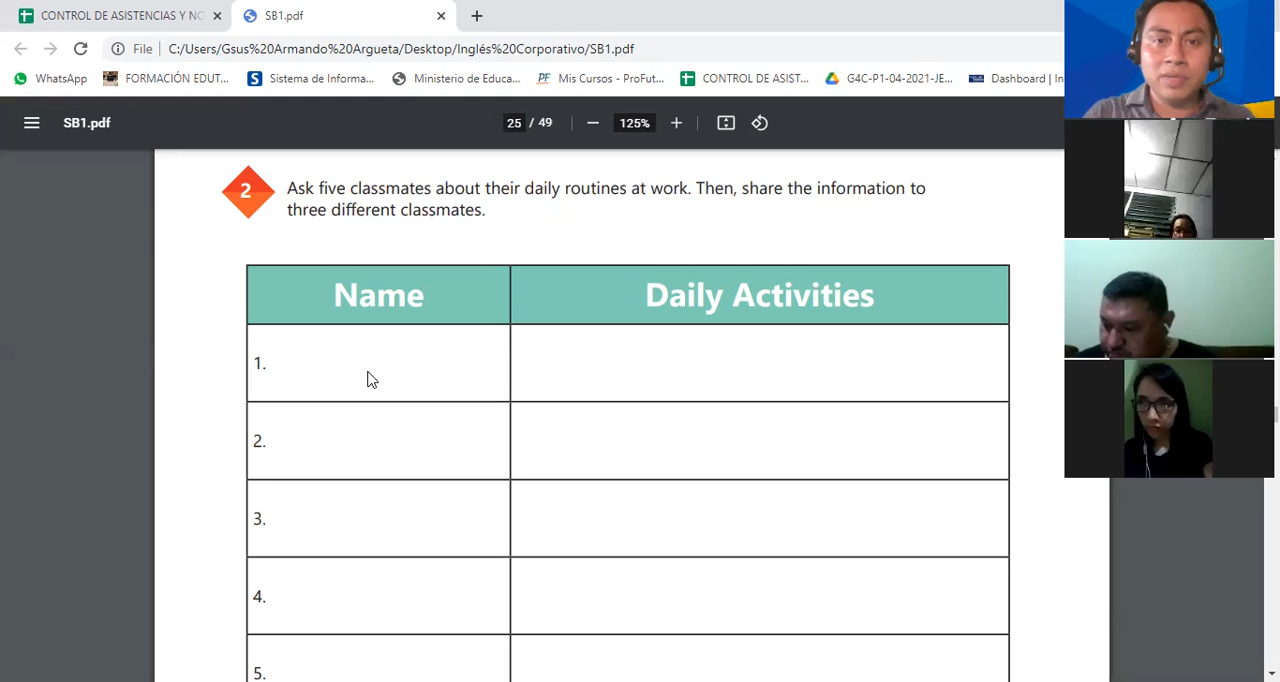 CONTROL DE ASISTENCIAS Y NO
SB1.pdf
File
C:/Users/Gsus%20Armando%20Argueta/Desktop/Inglés%20Corporativo/SB1.pdf
WhatsApp
FORMACIÓN EDUT...
Sistema de Informa...
Ministerio de Educa...
Mis Cursos - ProFut...
CONTROL DE ASIST...
G4C-P1-04-2021-JE...
Dashboard | In
SB1.pdf
25 / 49
125%
2
Ask five classmates about their daily routines at work. Then, share the information to
three different classmates.
Name
Daily Activities
1.
2.
3.
4.
5.